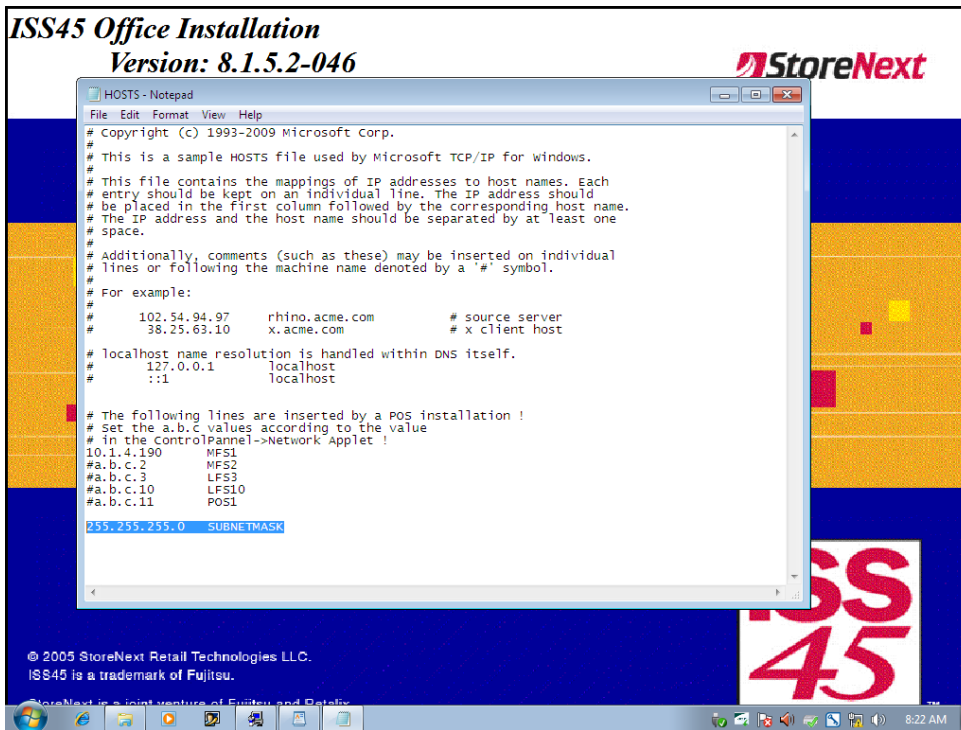 ISS45 Office Installation
Version: 8.1.5.2-046
StoreNext
HOSTS - Notepad
File Edit Format View Help
# Copyright (c) 1993-2009 Microsoft Corp.
#
# This is a sample HOSTS file used by Microsoft TCP/IP for Windows.
#
# This file contains the mappings of IP addresses to host names. Each
# entry should be kept on an individual line. The IP address should
# be placed in the first column followed by the corresponding host name.
# The IP address and the host name should be separated by at least one
# space.
#
# Additionally, comments (such as these) may be inserted on individual
# lines or following the machine name denoted by a '#' symbol.
#
# For example:
#
# 102.54.94.97 rhino.acme.com # source server
# 38.25.63.10 x.acme.com # x client host
# localhost name resolution is handled within DNS itself.
# 127.0.0.1 localhost
# ::1 localhost
# The following lines are inserted by a POS installation !
# Set the a.b.c values according to the value
# in the ControlPannel->Network Applet !
10.1.4.190 MFS1
#a.b.c.2 MFS2
#a.b.c.3 LFS3
#a.b.c.10 LFS10
#a.b.c.11 POS1
255.255.255.0 SUBNETMASK
ISS
45
© 2005 StoreNext Retail Technologies LLC.
ISS45 is a trademark of Fujitsu.
StoreNext is a joint venture of Fujitsu and Retalix
TM
8:22 AM